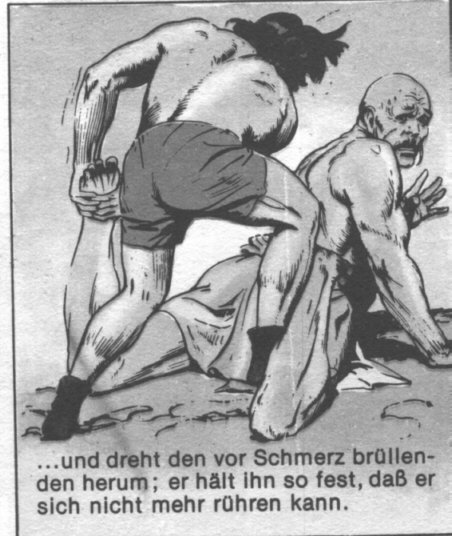 ...und dreht den vor Schmerz brüllen-
den herum; er hält ihn so fest, daß er
sich nicht mehr rühren kann.